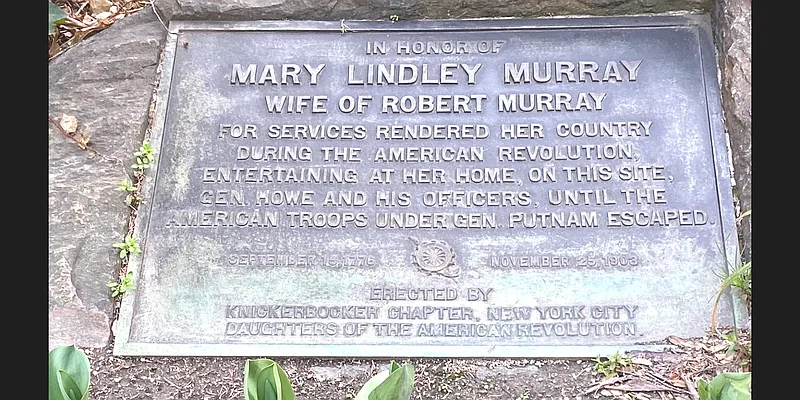 IN HONOR OF
MARY LINDLEY MURRAY
WIFE OF ROBERT MURRAY
FOR SERVICES RENDERED HER COUNTRY
DURING THE AMERICAN REVOLUTION,
ENTERTAINING AT HER HOME, ON THIS SITE,
GEN. HOWE AND HIS OFFICERS, UNTIL THE
AMERICAN TROOPS UNDER GEN. PUTNAM ESCAPED.
SEPTEMBER 15, 1776 NOVEMBER 25, 1903
ERECTED BY
KNICKERBOCKER CHAPTER, NEW YORK CITY
DAUGHTERS OF THE AMERICAN REVOLUTION.